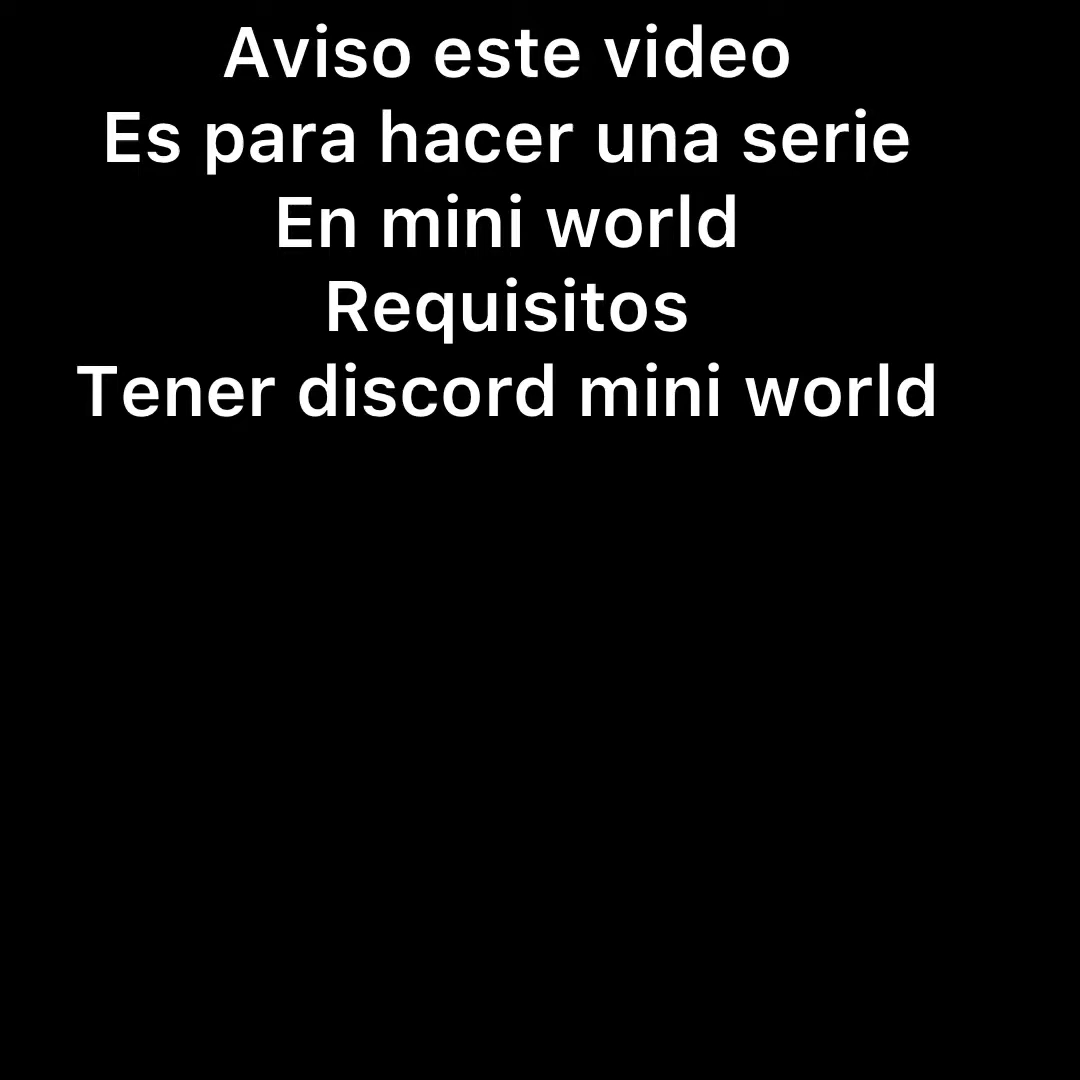 Aviso este video
Es para hacer una serie
En mini world
Requisitos
Tener discord mini world